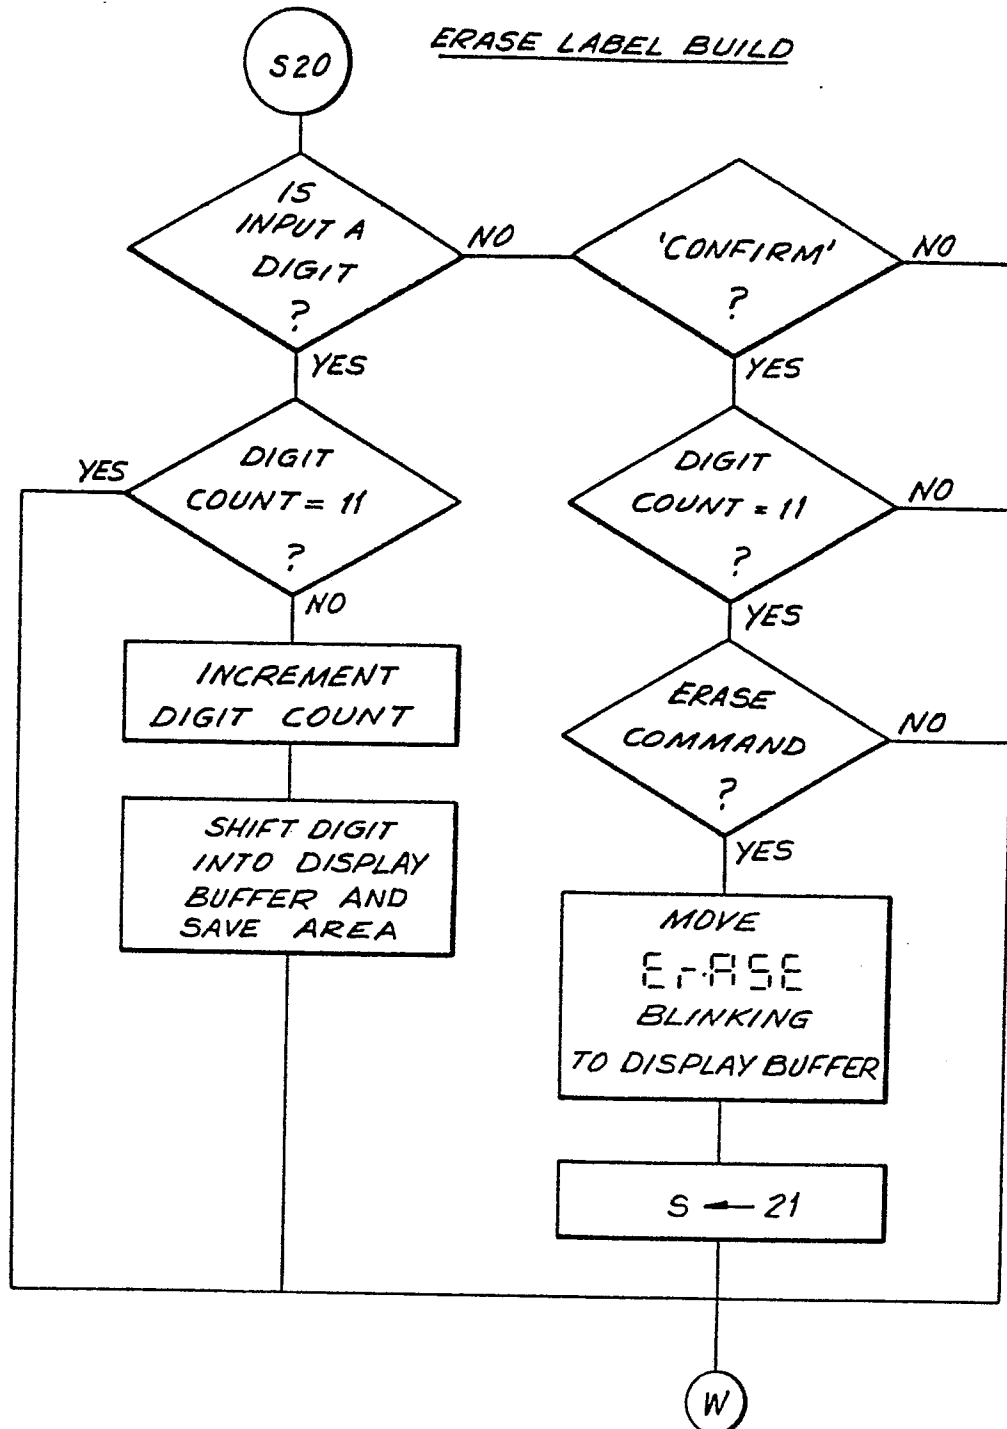 S20
ERASE LABEL BUILD
IS
INPUT A
DIGIT
?
NO
YES
'CONFIRM'
?
NO
YES
DIGIT
COUNT = 11
?
YES
NO
DIGIT
COUNT = 11
?
NO
YES
INCREMENT
DIGIT COUNT
ERASE
COMMAND
?
NO
YES
SHIFT DIGIT
INTO DISPLAY
BUFFER AND
SAVE AREA
MOVE
ErASE
BLINKING
TO DISPLAY BUFFER
S ← 21
W